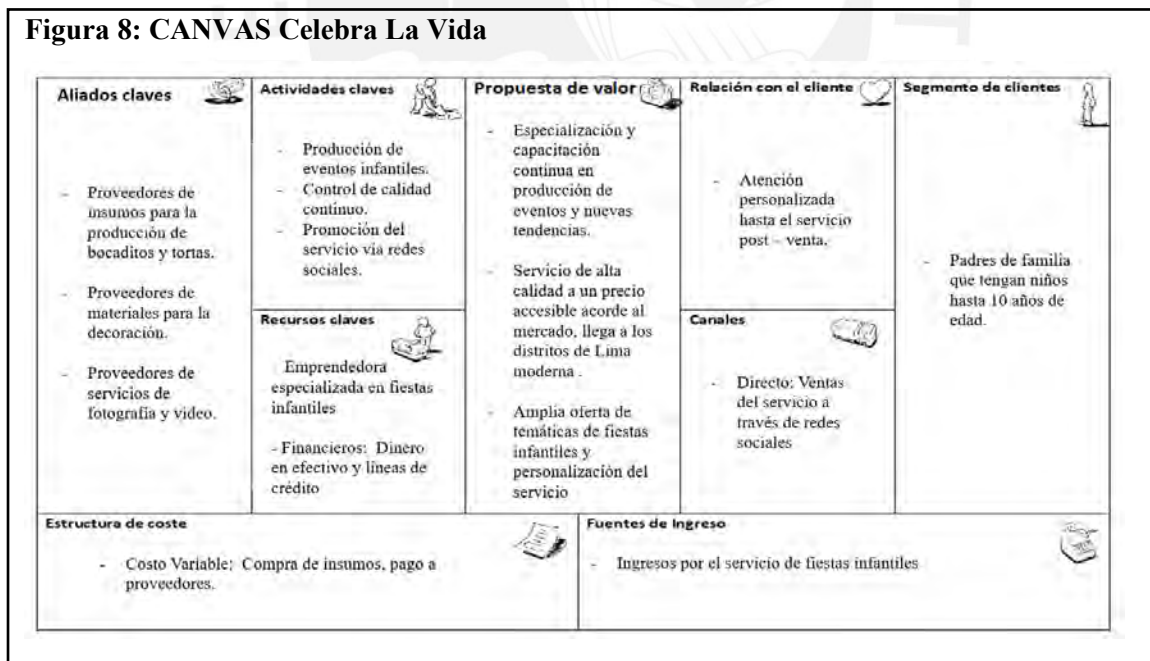 Figura 8: CANVAS Celebra La Vida
Aliados claves
- Proveedores de
insumos para la
producción de
bocaditos y tortas.
- Proveedores de
materiales para la
decoración.
- Proveedores de
servicios de
fotografía y video.
Actividades claves
- Producción de
eventos infantiles.
- Control de calidad
continuo.
- Promoción del
servicio via redes
sociales.
Recursos claves
Emprendedora
especializada en fiestas
infantiles
- Financieros: Dinero
en efectivo y líneas de
crédito
Propuesta de valor
- Especialización y
capacitación
continua en
producción de
eventos y nuevas
tendencias.
- Servicio de alta
calidad a un precio
accesible acorde al
mercado, llega a los
distritos de Lima
moderna .
- Amplia oferta de
temáticas de fiestas
infantiles y
personalización del
servicio
Relación con el cliente
- Atención
personalizada
hasta el servicio
post – venta.
Canales
- Directo: Ventas
del servicio a
través de redes
sociales
Segmento de clientes
- Padres de familia
que tengan niños
hasta 10 años de
edad.
Estructura de coste
- Costo Variable: Compra de insumos, pago a
proveedores.
Fuentes de Ingreso
- Ingresos por el servicio de fiestas infantiles